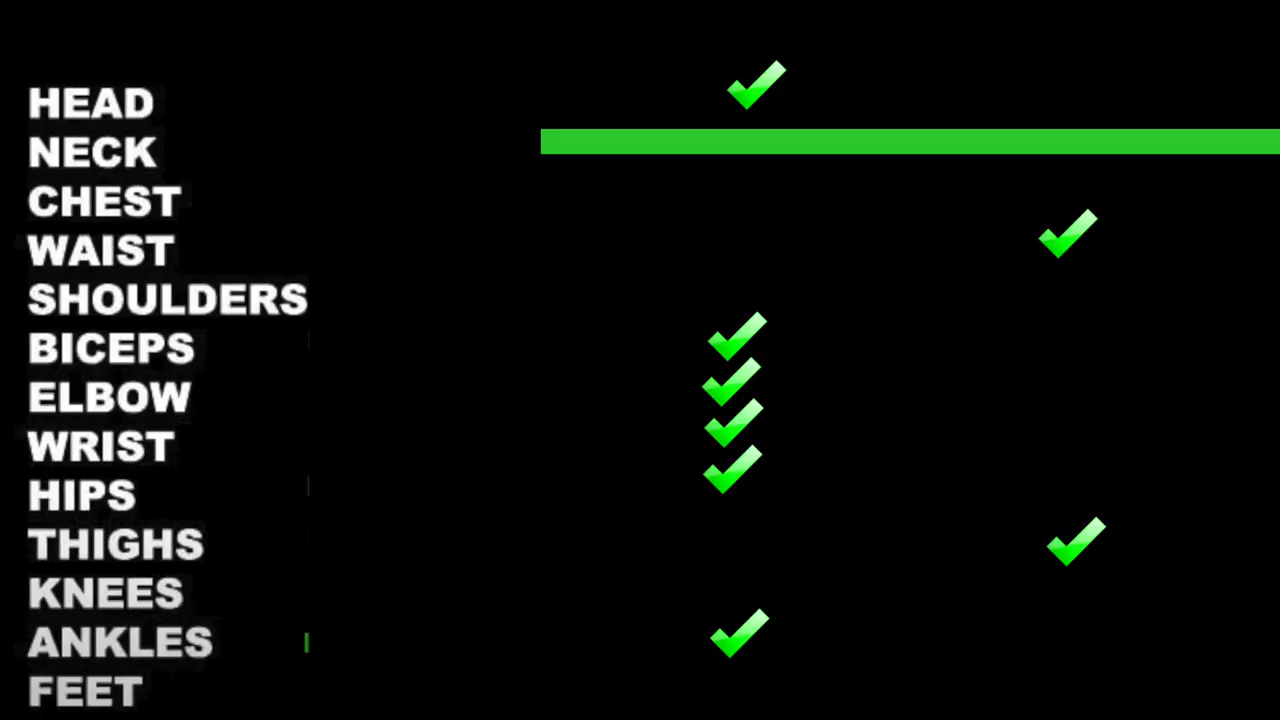 HEAD
NECK
CHEST
WAIST
SHOULDERS
BICEPS
ELBOW
WRIST
HIPS
THIGHS
KNEES
ANKLES
FEET